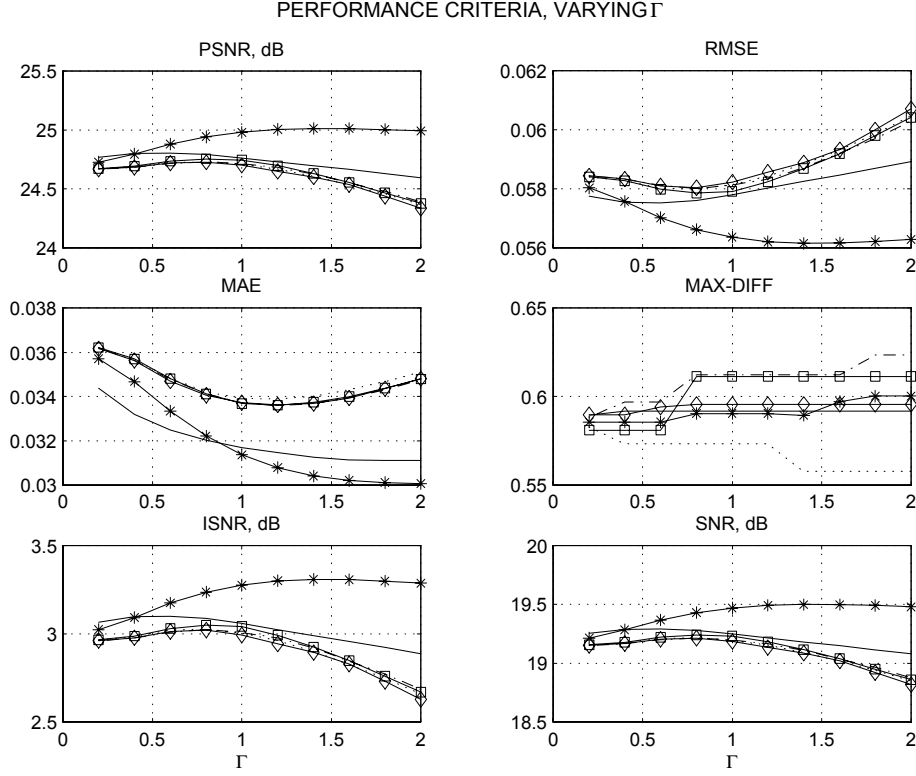 PERFORMANCE CRITERIA, VARYING Γ
PSNR, dB
25.5
25
24.5
24
0 0.5 1 1.5 2
RMSE
0.062
0.06
0.058
0.056
0 0.5 1 1.5 2
MAE
0.038
0.036
0.034
0.032
0.03
0 0.5 1 1.5 2
MAX-DIFF
0.65
0.6
0.55
0 0.5 1 1.5 2
ISNR, dB
3.5
3
2.5
0 0.5 1 1.5 2
Γ
SNR, dB
20
19.5
19
18.5
0 0.5 1 1.5 2
Γ